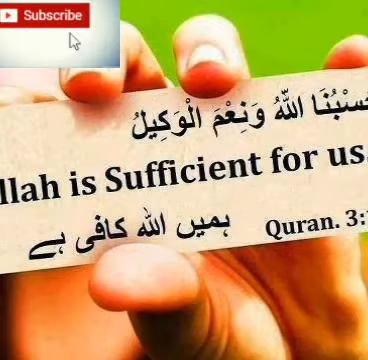 Subscribe
حَسْبُنَا اللّٰهُ وَنِعْمَ الْوَكِيلُ
llah is Sufficient for us.
ہمیں اللہ کافی ہے
Quran. 3: